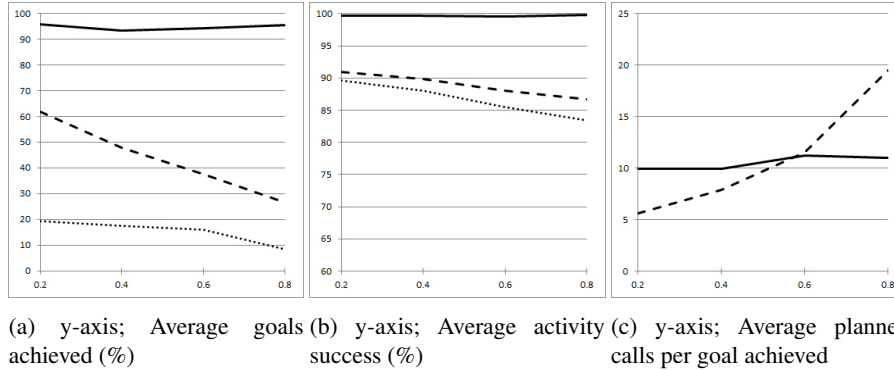 100
90
80
70
60
50
40
30
20
10
0
0.2 0.4 0.6 0.8
100
95
90
85
80
75
70
65
60
0.2 0.4 0.6 0.8
25
20
15
10
5
0
0.2 0.4 0.6 0.8
(a) y-axis; Average goals
achieved (%)
(b) y-axis; Average activity
success (%)
(c) y-axis; Average planne
calls per goal achieved